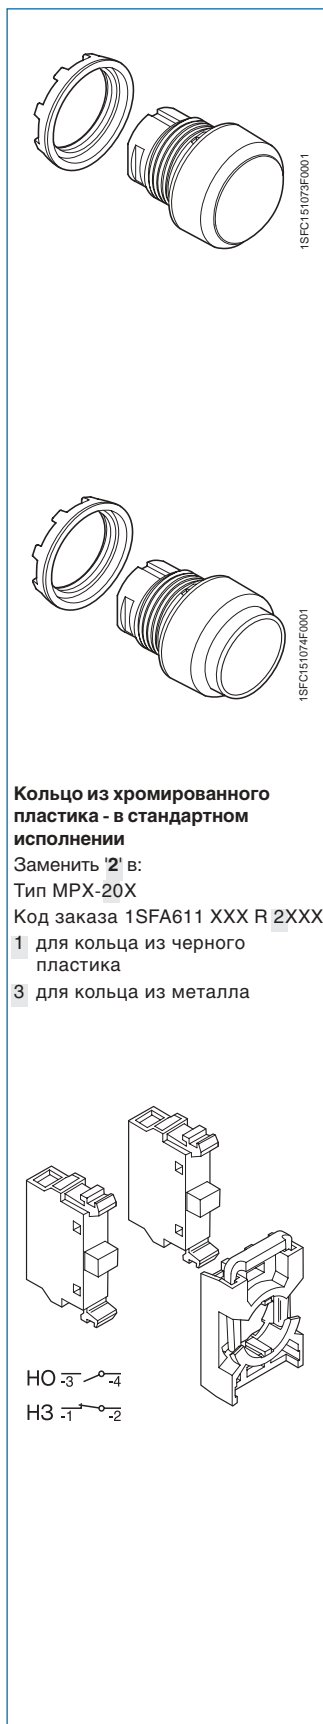 1SFC151073F0001
1SFC151074F0001
Кольцо из хромированного
пластика - в стандартном
исполнении
Заменить '2' в:
Тип MPX-20X
Код заказа 1SFA611 XXX R 2XXX
1 для кольца из черного
пластика
3 для кольца из металла
НО -3 -4
НЗ -1 -2